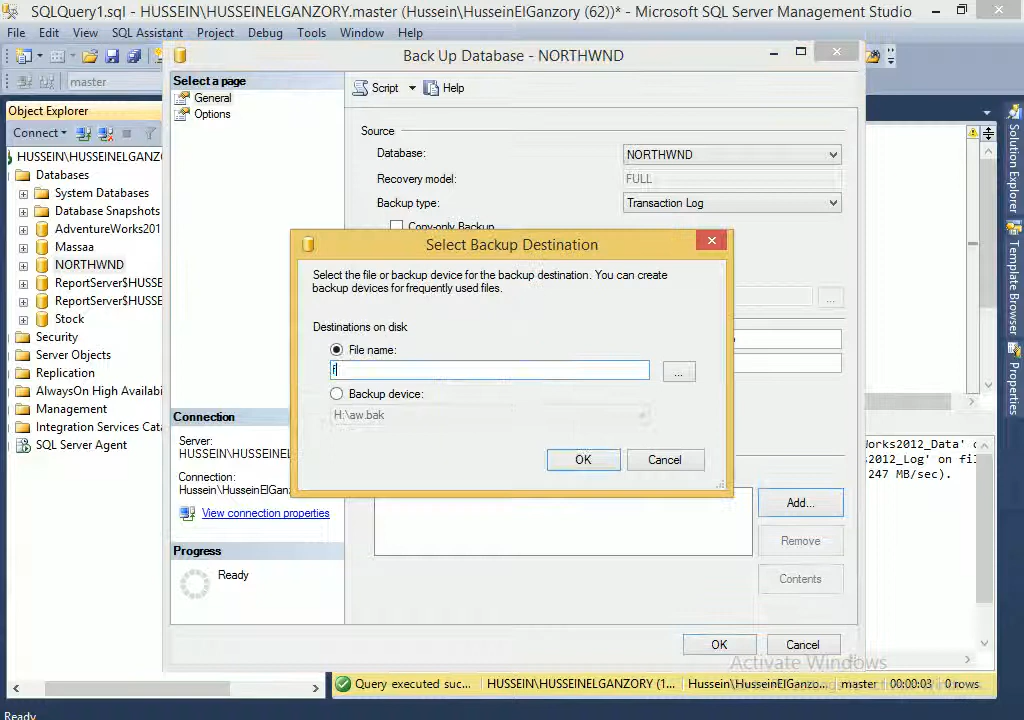 SQLQuery1.sql - HUSSEIN\HUSSEINELGANZORY.master (Hussein\HusseinElGanzory (62))* - Microsoft SQL Server Management Studio
File Edit View SQL Assistant Project Debug Tools Window Help
master
Back Up Database - NORTHWND
Select a page
General
Options
Script Help
Source
Database: NORTHWND
Recovery model: FULL
Backup type: Transaction Log
Copy-only Backup
Object Explorer
Connect
HUSSEIN\HUSSEINELGANZO
Databases
System Databases
Database Snapshots
AdventureWorks201
Massaa
NORTHWND
ReportServer$HUSSE
ReportServer$HUSSE
Stock
Security
Server Objects
Replication
AlwaysOn High Availabi
Management
Integration Services Cata
SQL Server Agent
Select Backup Destination
Select the file or backup device for the backup destination. You can create
backup devices for frequently used files.
Destinations on disk
File name:
f
...
Backup device:
H:\aw.bak
OK Cancel
...
Connection
Server:
HUSSEIN\HUSSEINEL
Connection:
Hussein\HusseinElGanz
View connection properties
Progress
Ready
Add...
Remove
Contents
OK Cancel
Works2012_Data'
s2012_Log' on fil
247 MB/sec).
Solution Explorer
Template Browser
Properties
Activate Windows
Query executed suc... HUSSEIN\HUSSEINELGANZORY (1... Hussein\HusseinElGanzo... master 00:00:03 0 rows
Ready